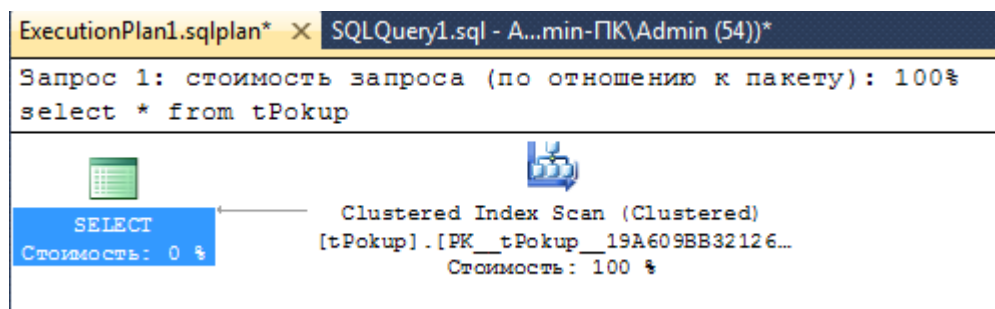 ExecutionPlan1.sqlplan* × SQLQuery1.sql - A...min-ПК\Admin (54))*
Запрос 1: стоимость запроса (по отношению к пакету): 100%
select * from tPokup
SELECT
Стоимость: 0 %
Clustered Index Scan (Clustered)
[tPokup].[PK__tPokup__19A609BB32126…
Стоимость: 100 %